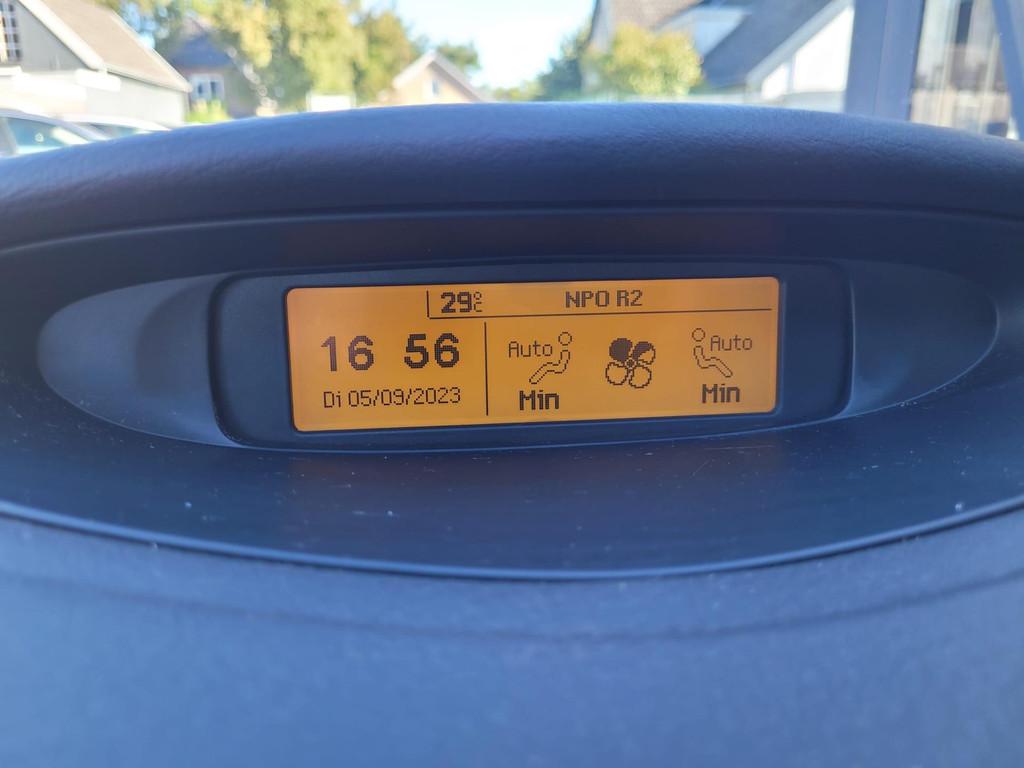 29°C NPO R2
16 56
Di 05/09/2023
Auto Auto
Min Min